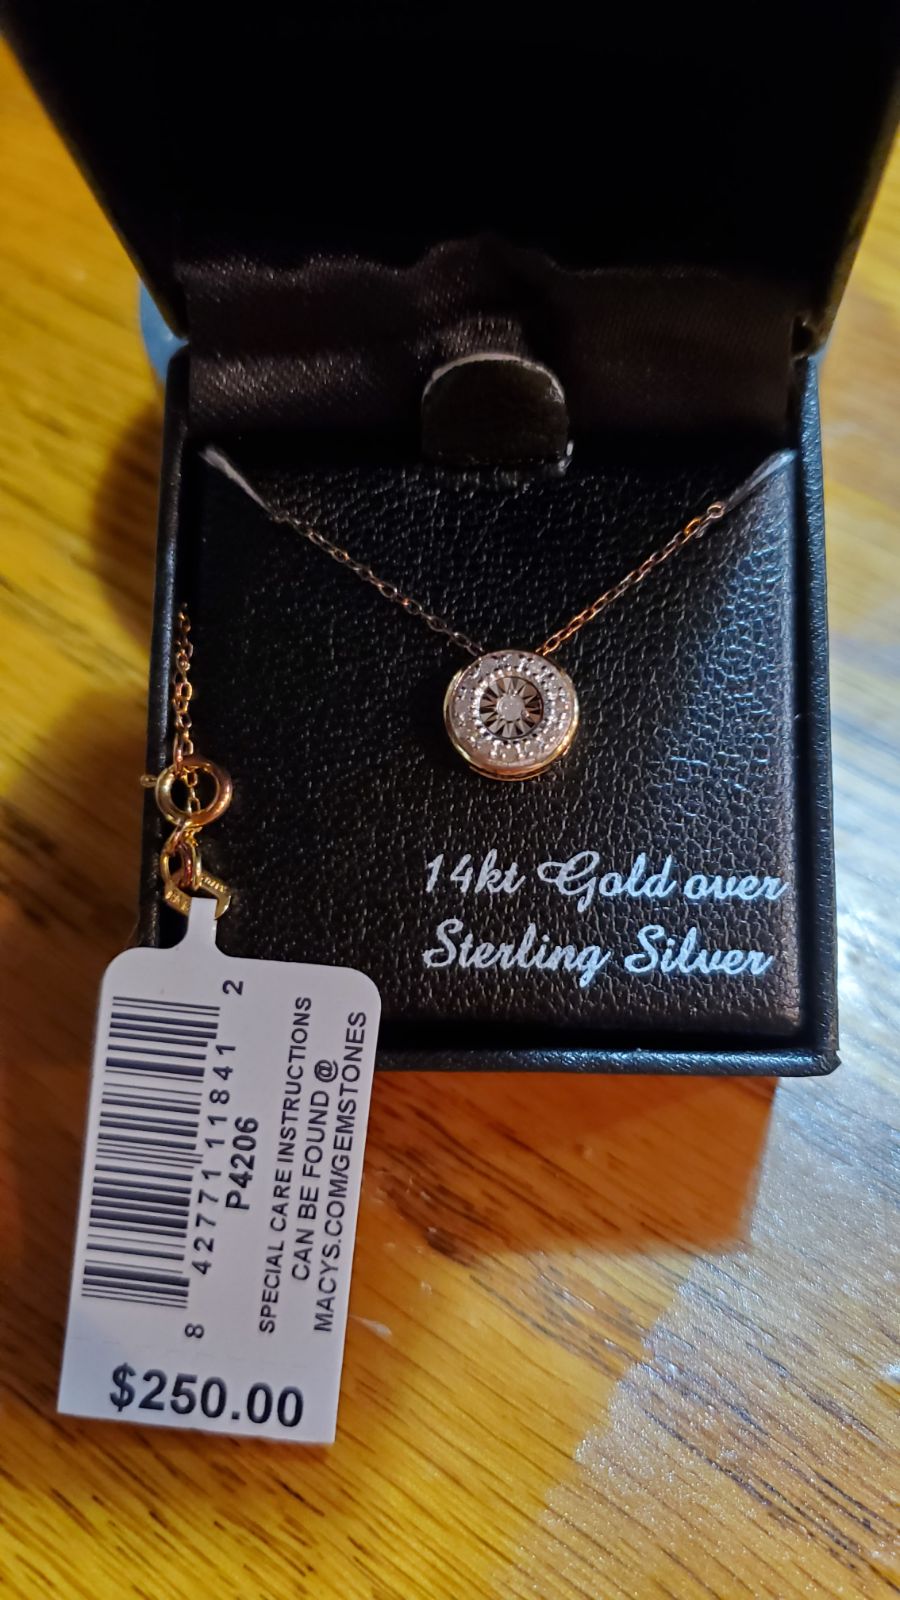 14kt Gold over
Sterling Silver
8 42771 11841 2
P4206
SPECIAL CARE INSTRUCTIONS
CAN BE FOUND @
MACYS.COM/GEMSTONES
$250.00